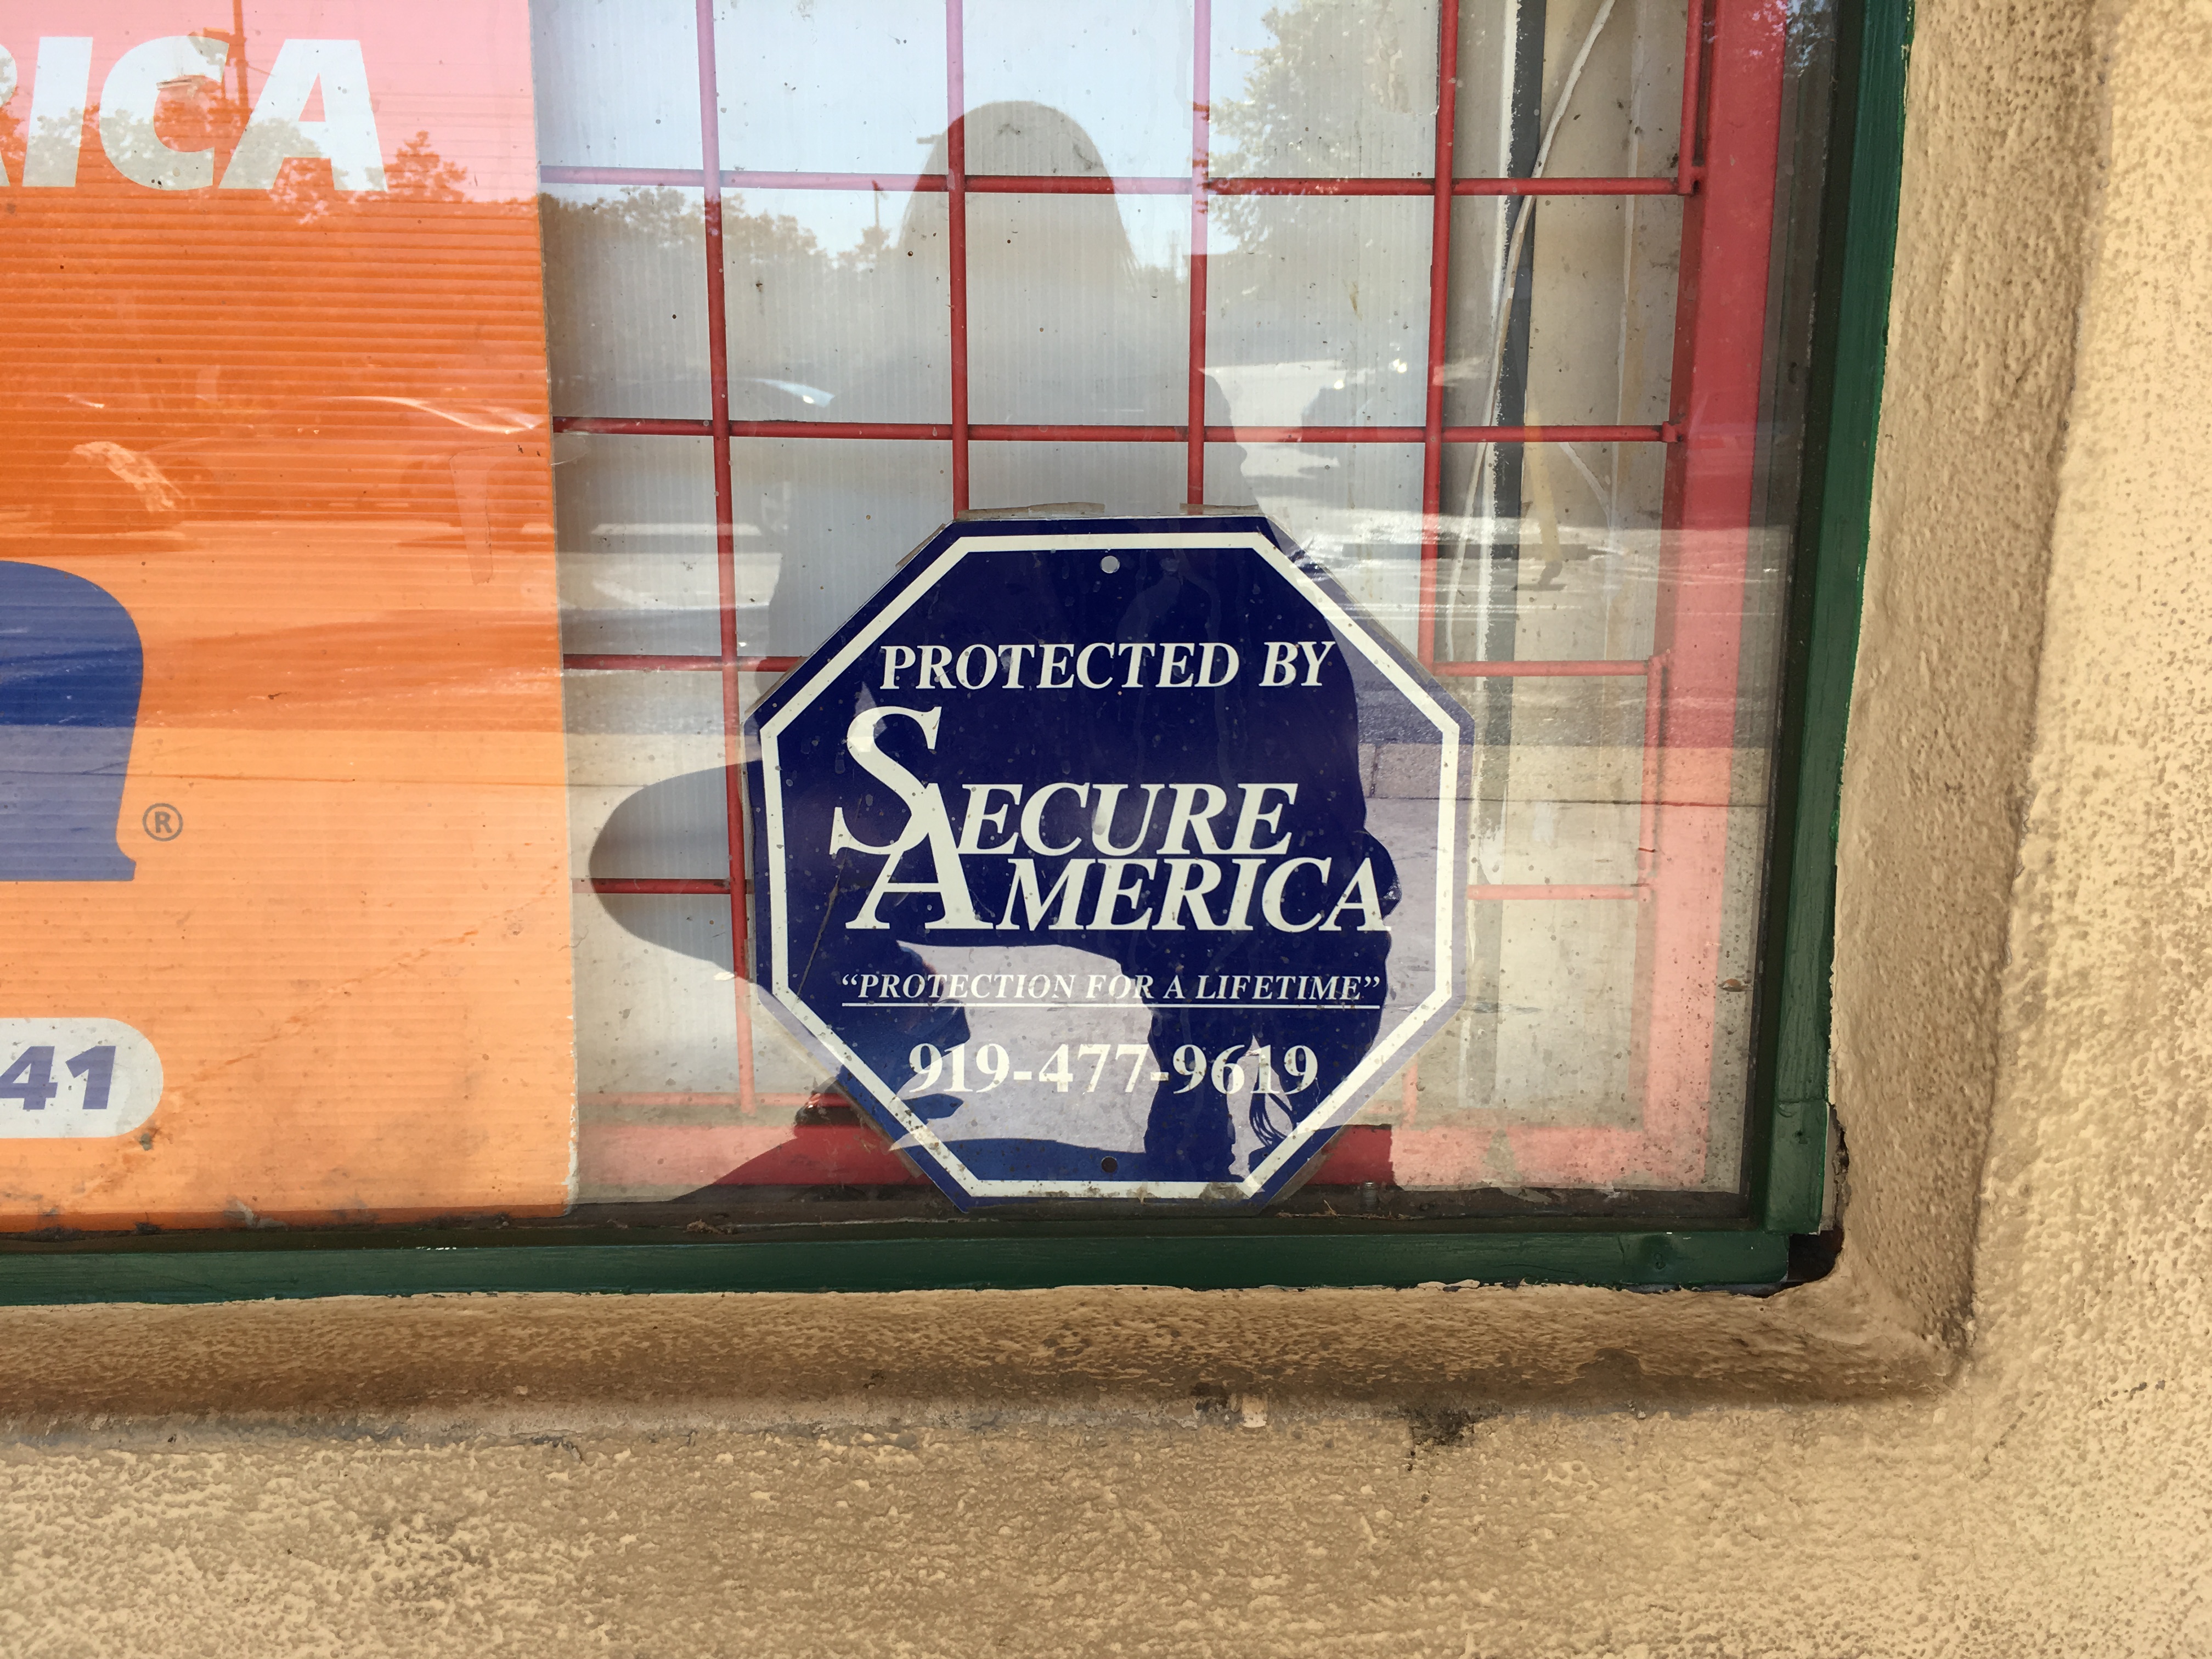 RICA
®
41
PROTECTED BY
SECURE
AMERICA
“PROTECTION FOR A LIFETIME”
919-477-9619